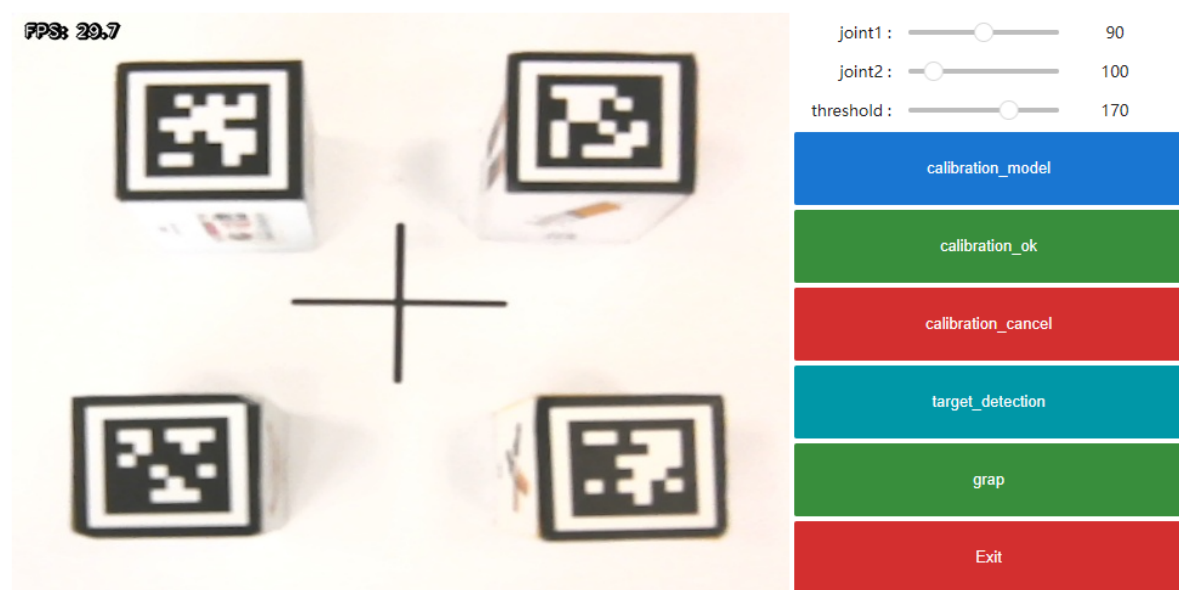 FPS: 29.7
joint1 : 90
joint2 : 100
threshold : 170
calibration_model
calibration_ok
calibration_cancel
target_detection
grap
Exit